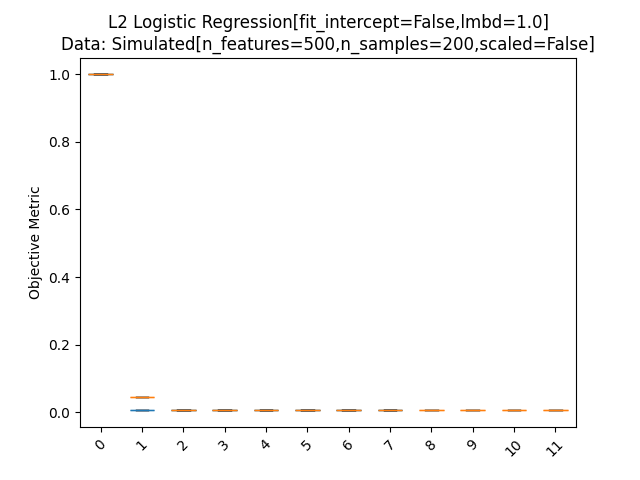 L2 Logistic Regression[fit_intercept=False,lmbd=1.0]
Data: Simulated[n_features=500,n_samples=200,scaled=False]
1.0
0.8
0.6
0.4
0.2
0.0
Objective Metric
0 1 2 3 4 5 6 7 8 9 10 11